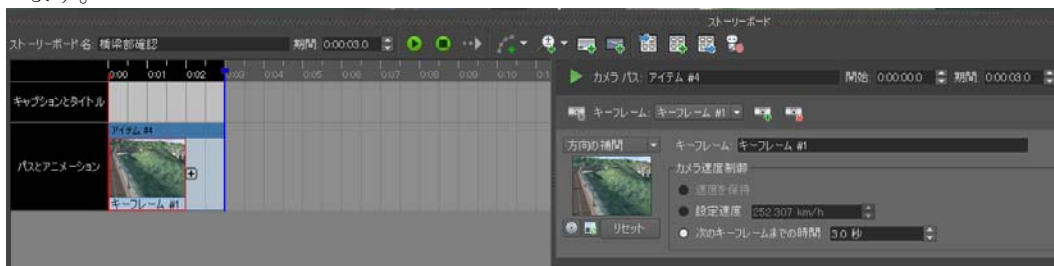 ます。
ストーリーボード
ストーリーボード名 橋梁部確認 期間 0:00:03.0
0:00 0:01 0:02 0:03 0:04 0:05 0:06 0:07 0:08 0:09 0:10 0:1
カメラ パス: アイテム #4 開始: 0:00:00.0 期間: 0:00:03.0
キャプションとタイトル
キーフレーム: キーフレーム #1
アイテム #4
方向の補間 キーフレーム: キーフレーム #1
パスとアニメーション
カメラ速度制御
速度を保持
設定速度 252.307 km/h
キーフレーム #1
リセット 次のキーフレームまでの時間 3.0 秒